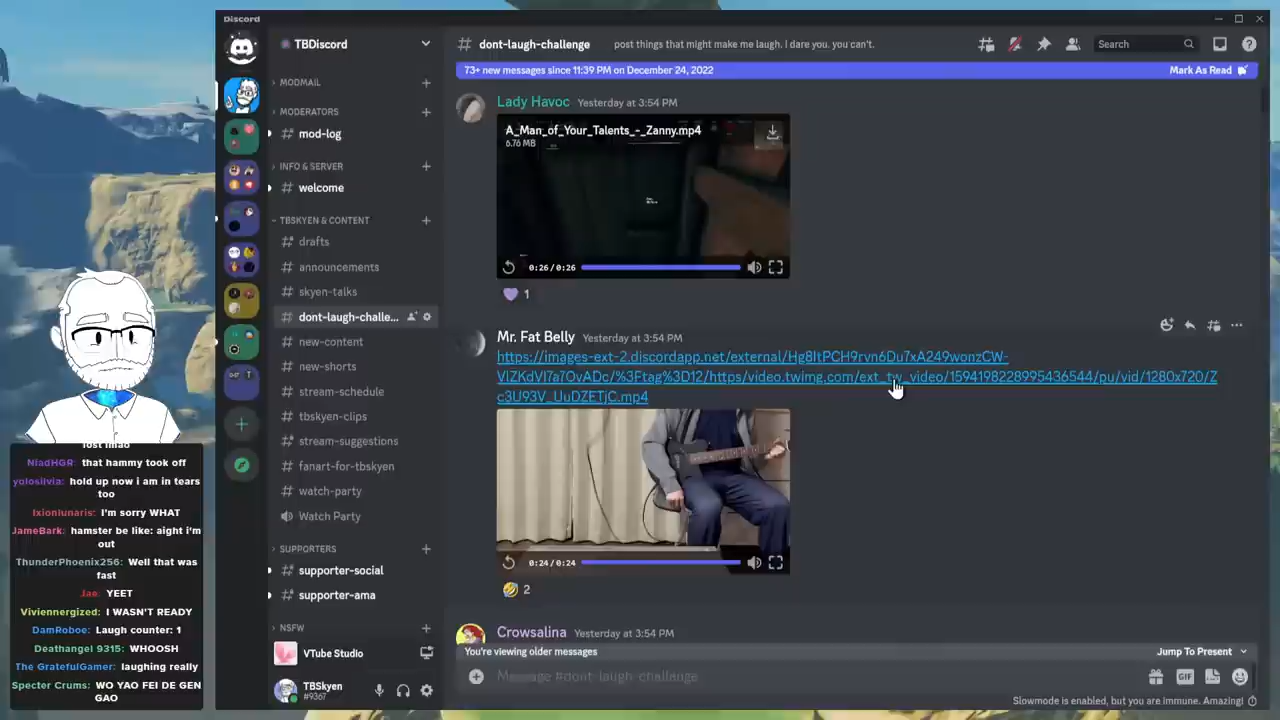 Discord
TBDiscord
MODMAIL
MODERATORS
mod-log
INFO & SERVER
welcome
TBSKYEN & CONTENT
drafts
announcements
skyen-talks
dont-laugh-challe...
new-content
new-shorts
stream-schedule
tbskyen-clips
stream-suggestions
fanart-for-tbskyen
watch-party
Watch Party
SUPPORTERS
supporter-social
supporter-ama
NSFW
VTube Studio
TBSkyen
#9367
dont-laugh-challenge
post things that might make me laugh. I dare you. you can't.
Search
73+ new messages since 11:39 PM on December 24, 2022
Mark As Read
Lady Havoc Yesterday at 3:54 PM
A_Man_of_Your_Talents_-_Zanny.mp4
6.76 MB
0:26/0:26
1
Mr. Fat Belly Yesterday at 3:54 PM
https://images-ext-2.discordapp.net/external/Hg8ItPCH9rvn6Du7xA249wonzCW-
VlZKdVI7a7OvADc/%3Ftag%3D12/https/video.twimg.com/ext_tw_video/1594198228995436544/pu/vid/1280x720/Z
c3U93V_UuDZETjC.mp4
0:24/0:24
2
Crowsalina Yesterday at 3:54 PM
You're viewing older messages
Jump To Present
Message #dont-laugh-challenge
GIF
Slowmode is enabled, but you are immune. Amazing!
lost lmao
NiadHGR: that hammy took off
yolosilvia: hold up now i am in tears
too
Ixionlunaris: I'm sorry WHAT
JameBark: hamster be like: aight i'm
out
ThunderPhoenix256: Well that was
fast
Jae: YEET
Viviennergized: I WASN'T READY
DamRoboe: Laugh counter: 1
Deathangel 9315: WHOOSH
The GratefulGamer: laughing really
Specter Crums: WO YAO FEI DE GEN
GAO